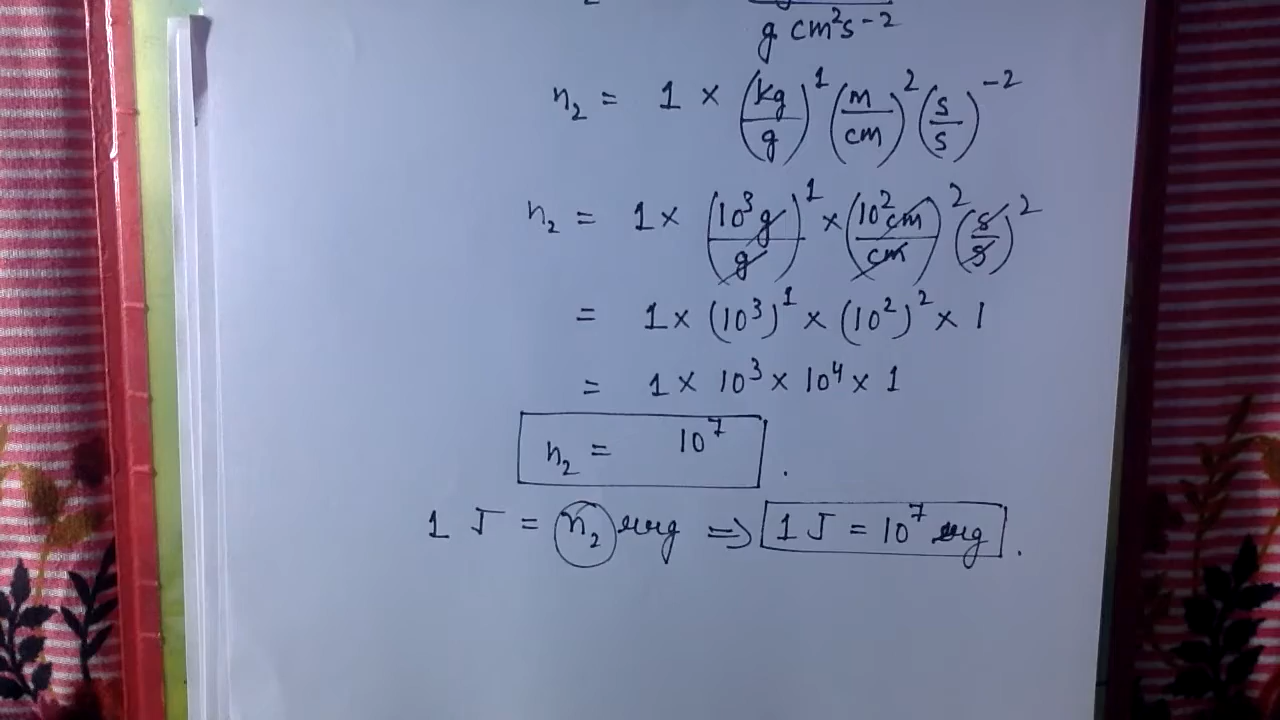 g cm²s⁻²
n₂ = 1 × (kg/g)¹ (m/cm)² (s/s)⁻²
n₂ = 1 × (10³g/g)¹ × (10²cm/cm)² (s/s)²
= 1 × (10³)¹ × (10²)² × 1
= 1 × 10³ × 10⁴ × 1
n₂ = 10⁷ .
1 J = n₂ erg ⇒ 1 J = 10⁷ erg .